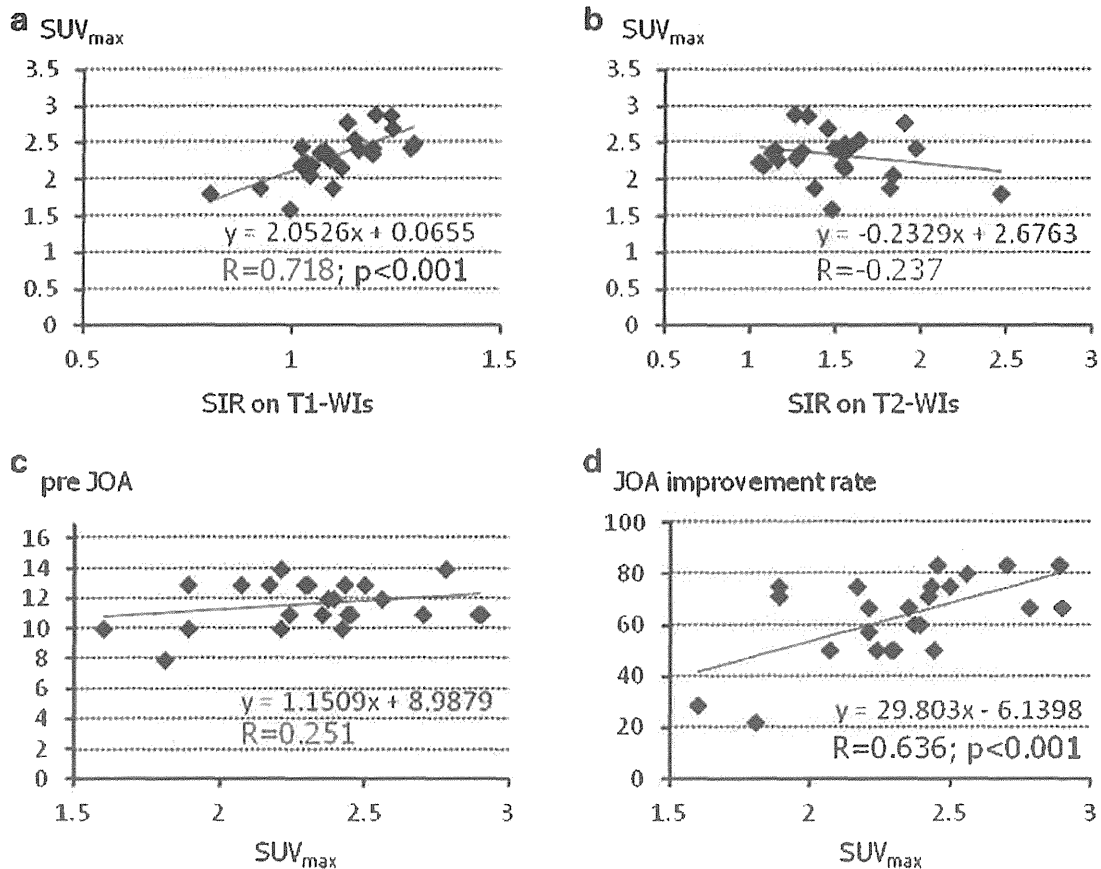 a SUVmax
3.5
3
2.5
2
1.5
1
0.5
0
y = 2.0526x + 0.0655
R=0.718; p<0.001
0.5 1 1.5
SIR on T1-WIs
b SUVmax
3.5
3
2.5
2
1.5
1
0.5
0
y = -0.2329x + 2.6763
R=-0.237
0.5 1 1.5 2 2.5 3
SIR on T2-WIs
c pre JOA
16
14
12
10
8
6
4
2
0
y = 1.1509x + 8.9879
R=0.251
1.5 2 2.5 3
SUVmax
d JOA improvement rate
100
80
60
40
20
0
y = 29.803x - 6.1398
R=0.636; p<0.001
1.5 2 2.5 3
SUVmax